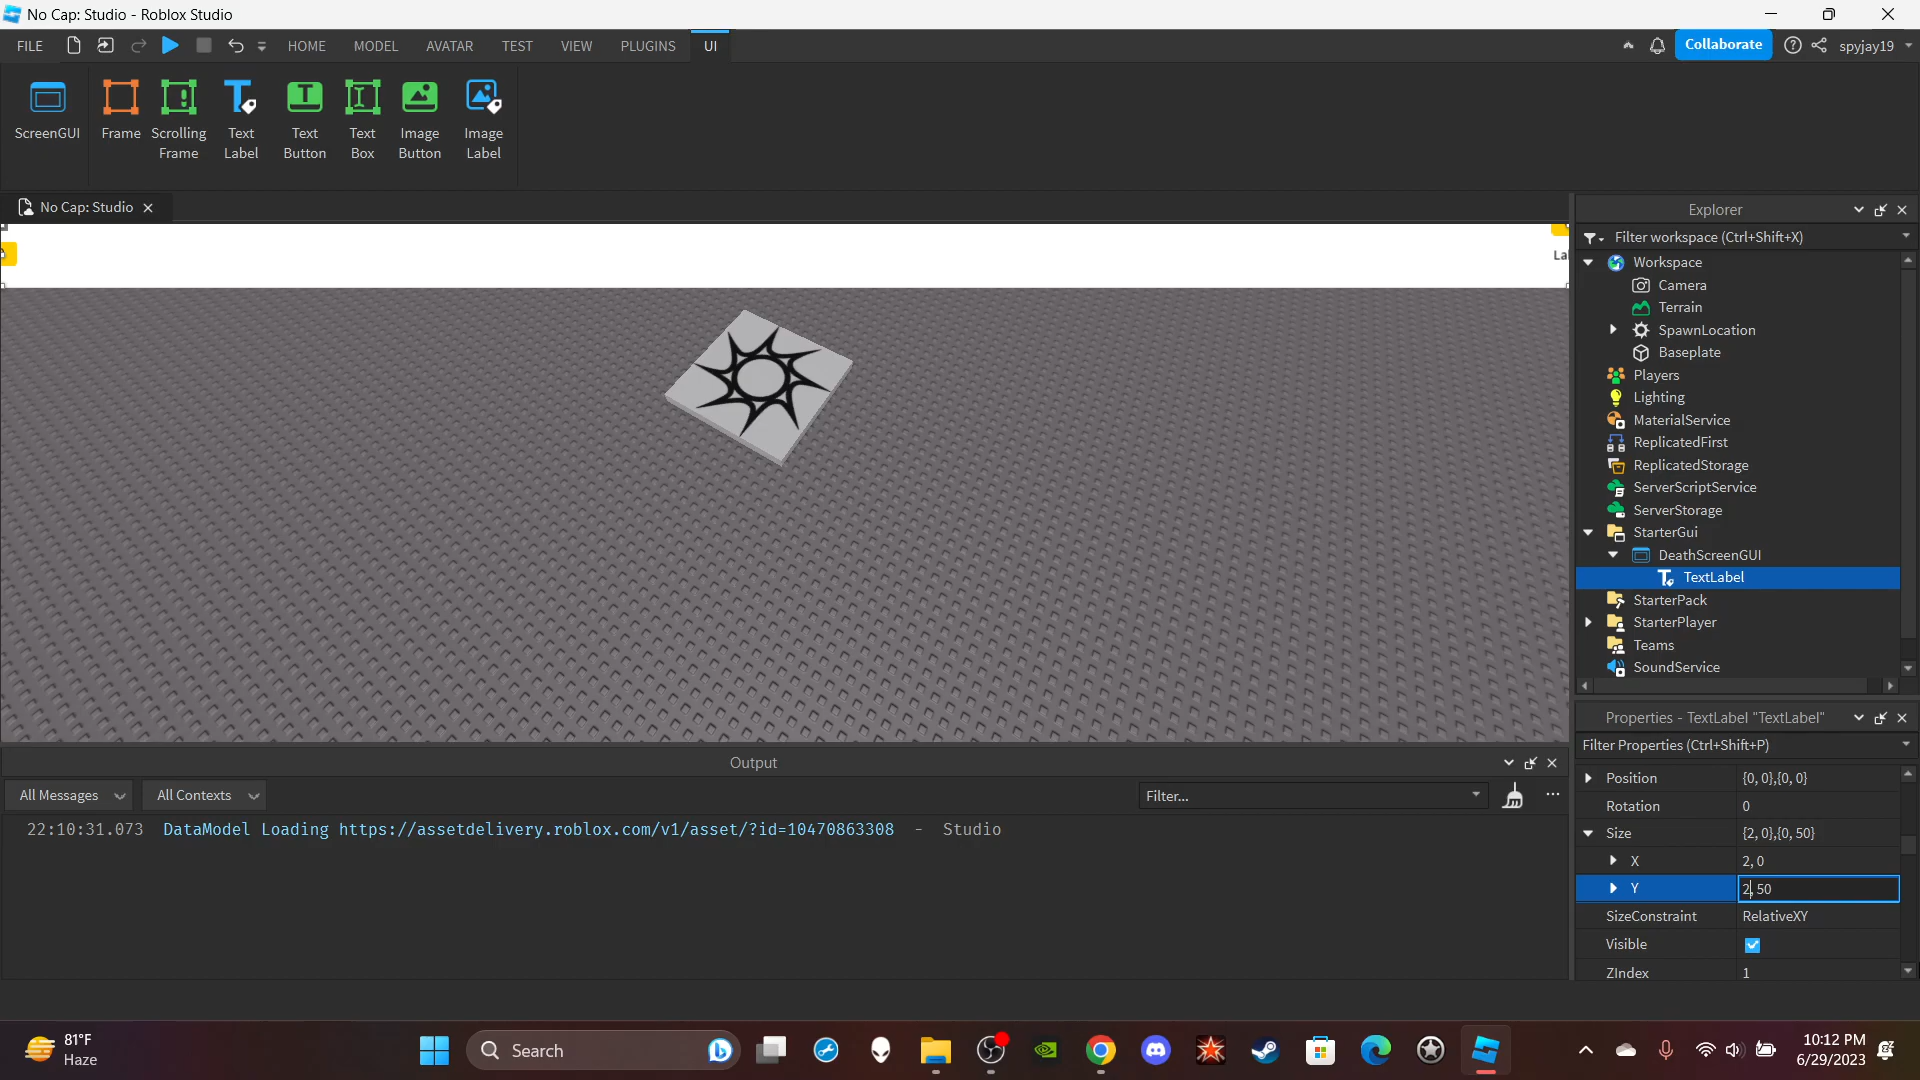 No Cap: Studio - Roblox Studio
FILE HOME MODEL AVATAR TEST VIEW PLUGINS UI Collaborate spyjay19
ScreenGUI
Frame
Scrolling Frame
Text Label
Text Button
Text Box
Image Button
Image Label
No Cap: Studio
La
Explorer
Filter workspace (Ctrl+Shift+X)
Workspace
Camera
Terrain
SpawnLocation
Baseplate
Players
Lighting
MaterialService
ReplicatedFirst
ReplicatedStorage
ServerScriptService
ServerStorage
StarterGui
DeathScreenGUI
TextLabel
StarterPack
StarterPlayer
Teams
SoundService
Properties - TextLabel "TextLabel"
Filter Properties (Ctrl+Shift+P)
Position {0, 0},{0, 0}
Rotation 0
Size {2, 0},{0, 50}
X 2, 0
Y 2, 50
SizeConstraint RelativeXY
Visible
ZIndex 1
Output
All Messages All Contexts Filter...
22:10:31.073 DataModel Loading https://assetdelivery.roblox.com/v1/asset/?id=10470863308 - Studio
81°F
Haze
Search
10:12 PM
6/29/2023